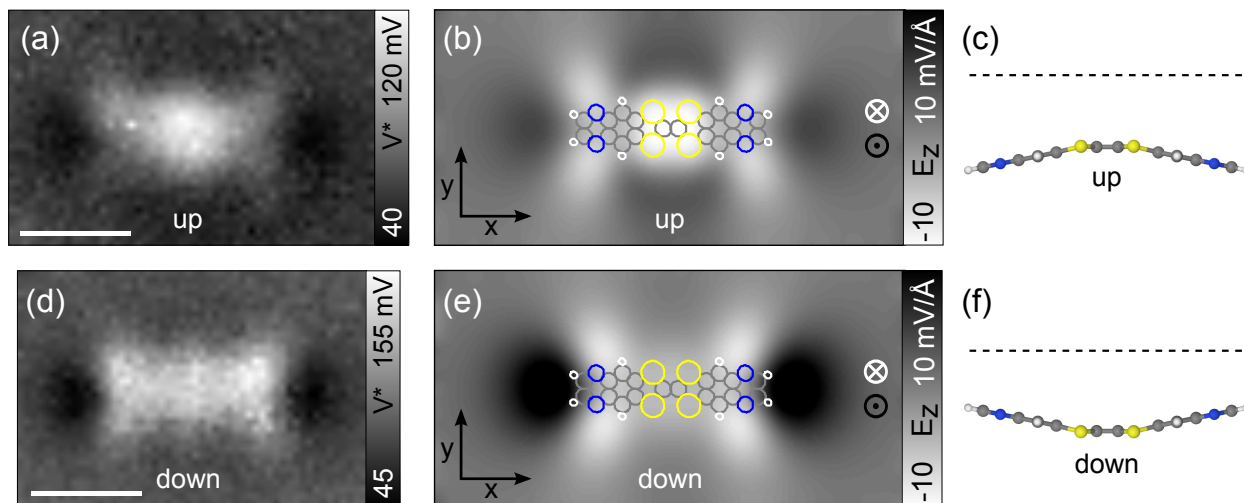 (a)
up
40 V* 120 mV
(b)
y
x
up
-10 E_z 10 mV/Å
(c)
up
(d)
down
45 V* 155 mV
(e)
y
x
down
-10 E_z 10 mV/Å
(f)
down